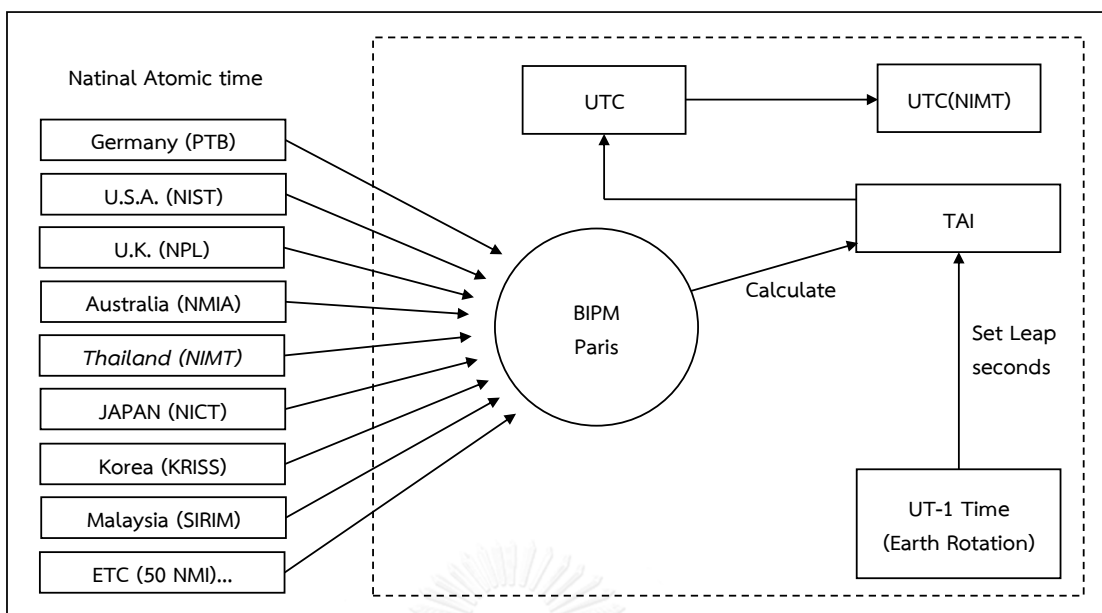 Natinal Atomic time
Germany (PTB)
U.S.A. (NIST)
U.K. (NPL)
Australia (NMIA)
Thailand (NIMT)
JAPAN (NICT)
Korea (KRISS)
Malaysia (SIRIM)
ETC (50 NMI)...
BIPM
Paris
Calculate
UTC
UTC(NIMT)
TAI
Set Leap
seconds
UT-1 Time
(Earth Rotation)